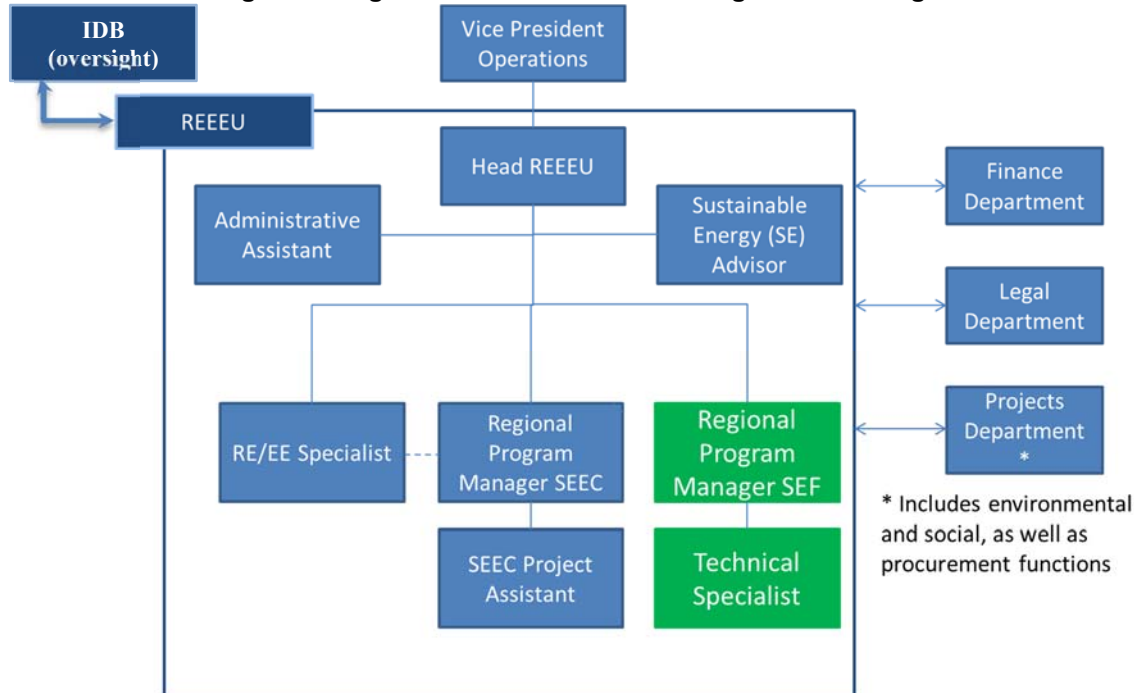 IDB
(oversight)
Vice President
Operations
REEEU
Head REEEU
Finance
Department
Administrative
Assistant
Sustainable
Energy (SE)
Advisor
Legal
Department
RE/EE Specialist
Regional
Program
Manager SEEC
Regional
Program
Manager SEF
Projects
Department
*
* Includes environmental
and social, as well as
procurement functions
SEEC Project
Assistant
Technical
Specialist